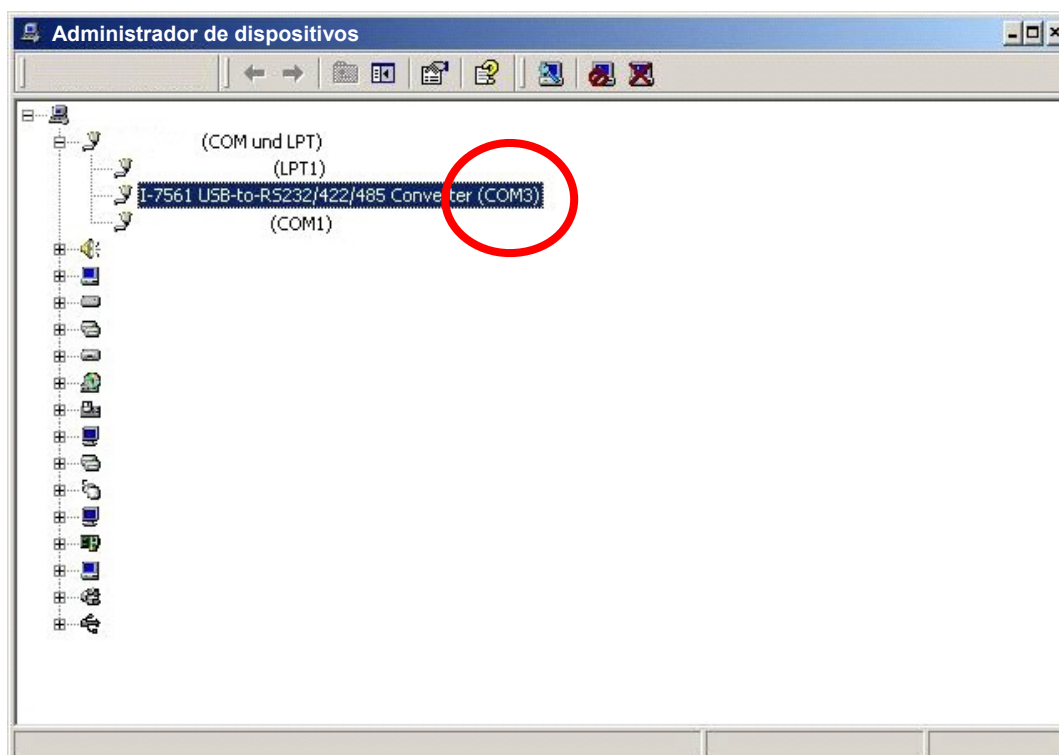 Administrador de dispositivos
(COM und LPT)
(LPT1)
I-7561 USB-to-RS232/422/485 Converter (COM3)
(COM1)